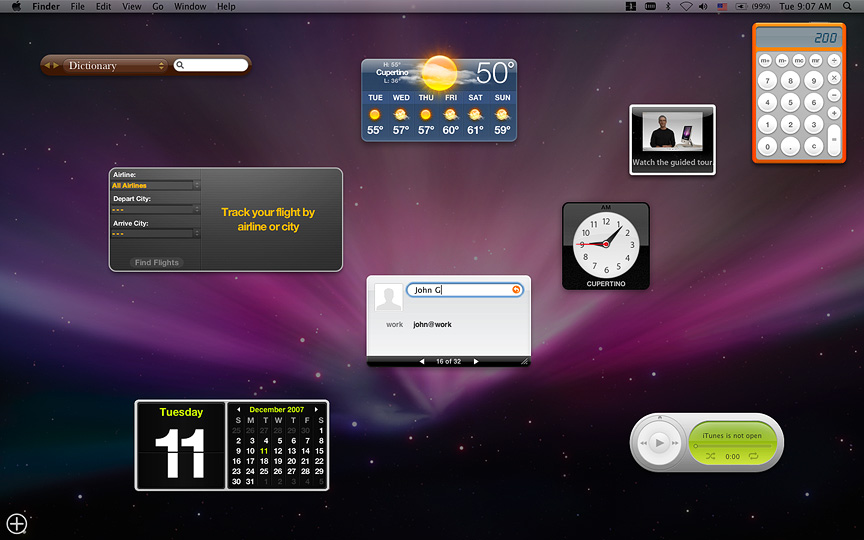 Finder File Edit View Go Window Help (99%) Tue 9:07 AM
Dictionary
H: 55°
Cupertino
L: 36°
50°
TUE WED THU FRI SAT SUN
55° 57° 57° 60° 61° 59°
200
m+ m- mc mr ÷
7 8 9 ×
4 5 6 −
1 2 3 +
0 . c =
Watch the guided tour.
Airline:
All Airlines
Depart City:
---
Arrive City:
---
Find Flights
Track your flight by
airline or city
AM
12 1 2 3 4 5 6 7 8 9 10 11
CUPERTINO
John G
work john@work
16 of 32
Tuesday
11
December 2007
S M T W T F S
25 26 27 28 29 30 1
2 3 4 5 6 7 8
9 10 11 12 13 14 15
16 17 18 19 20 21 22
23 24 25 26 27 28 29
30 31 1 2 3 4 5
iTunes is not open
0:00